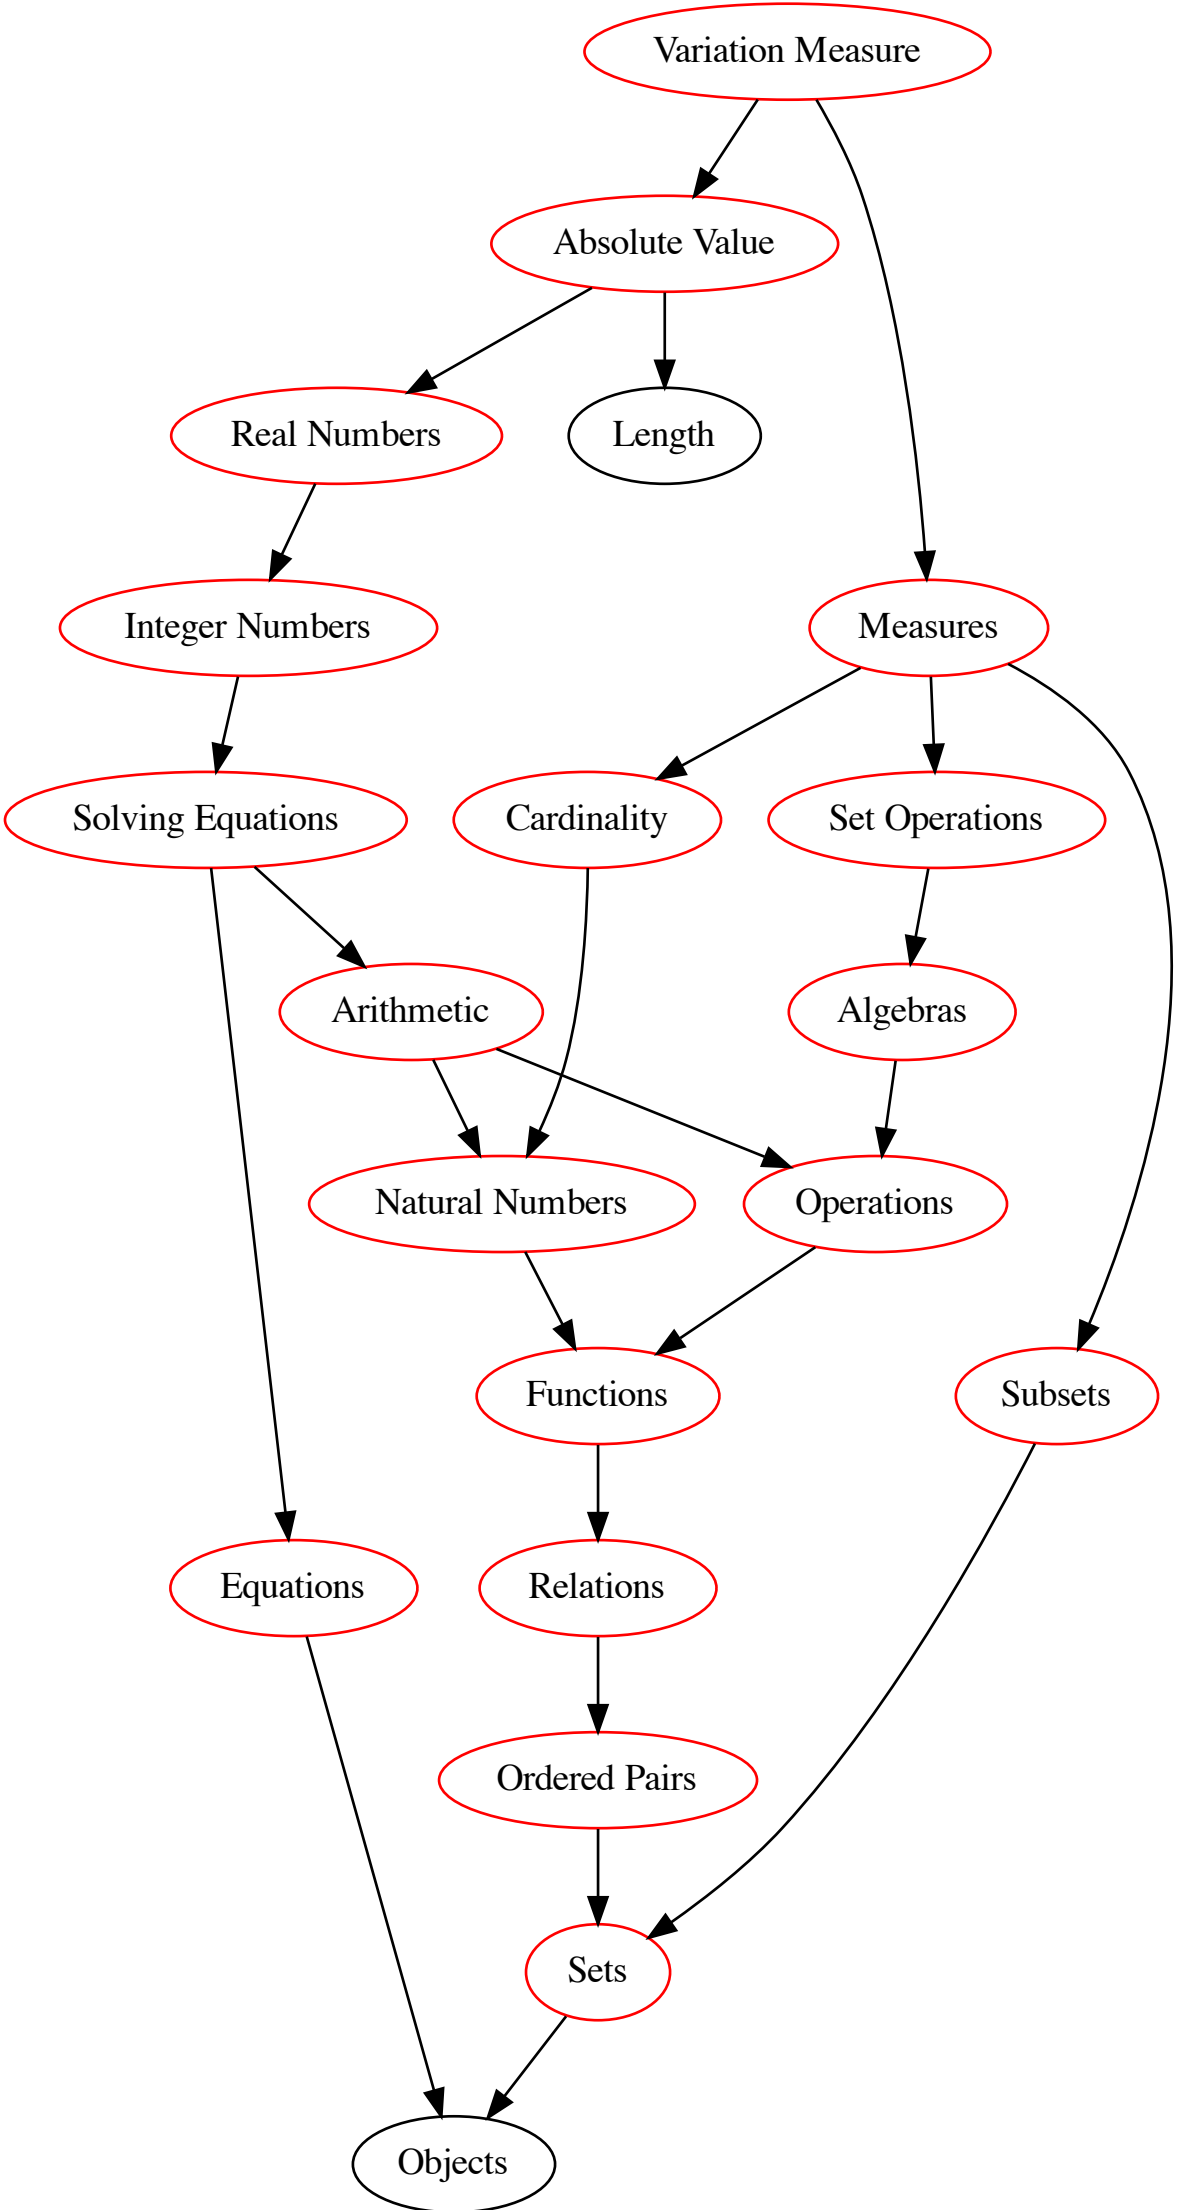 Variation Measure
Absolute Value
Real Numbers
Length
Integer Numbers
Measures
Solving Equations
Cardinality
Set Operations
Arithmetic
Algebras
Natural Numbers
Operations
Functions
Subsets
Equations
Relations
Ordered Pairs
Sets
Objects